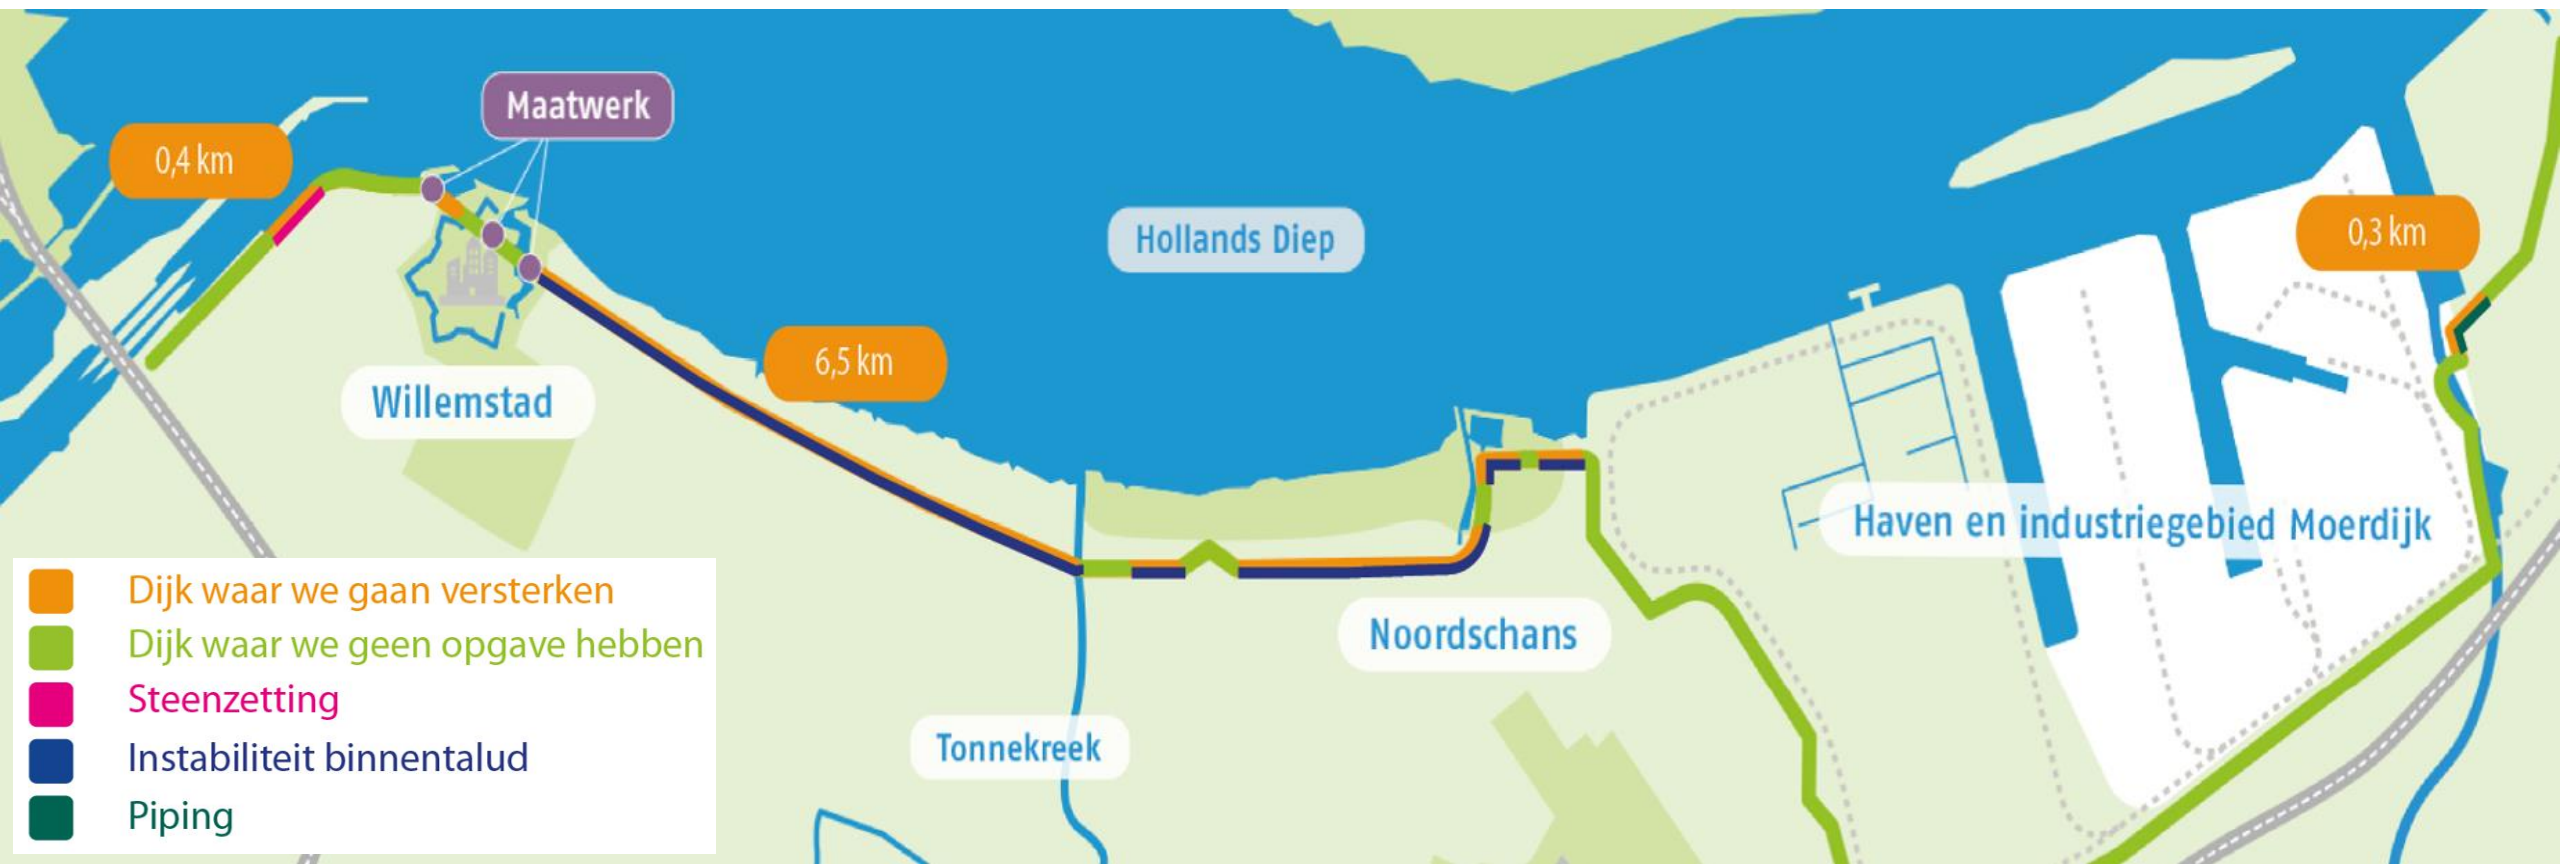 Maatwerk
0,4 km
Hollands Diep
0,3 km
6,5 km
Willemstad
Haven en industriegebied Moerdijk
Noordschans
Tonnekreek
Dijk waar we gaan versterken
Dijk waar we geen opgave hebben
Steenzetting
Instabiliteit binnentalud
Piping